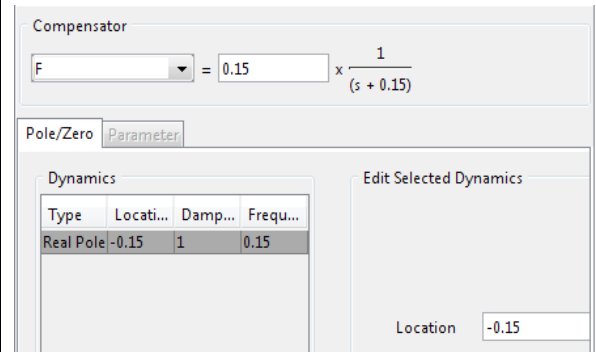 Compensator
F = 0.15 x 1
(s + 0.15)
Pole/Zero Parameter
Dynamics Edit Selected Dynamics
Type Locati... Damp... Frequ...
Real Pole -0.15 1 0.15
Location -0.15